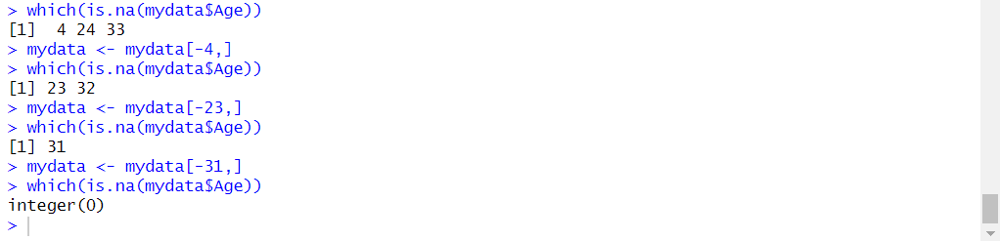 > which(is.na(mydata$Age))
[1]  4 24 33
> mydata <- mydata[-4,]
> which(is.na(mydata$Age))
[1] 23 32
> mydata <- mydata[-23,]
> which(is.na(mydata$Age))
[1] 31
> mydata <- mydata[-31,]
> which(is.na(mydata$Age))
integer(0)
>